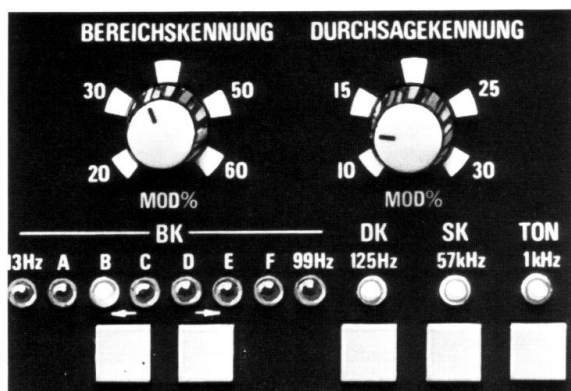 BEREICHSKENNUNG DURCHSAGEKENNUNG
30 50 15 25
20 60 10 30
MOD% MOD%
BK DK SK TON
13Hz A B C D E F 99Hz 125Hz 57kHz 1kHz